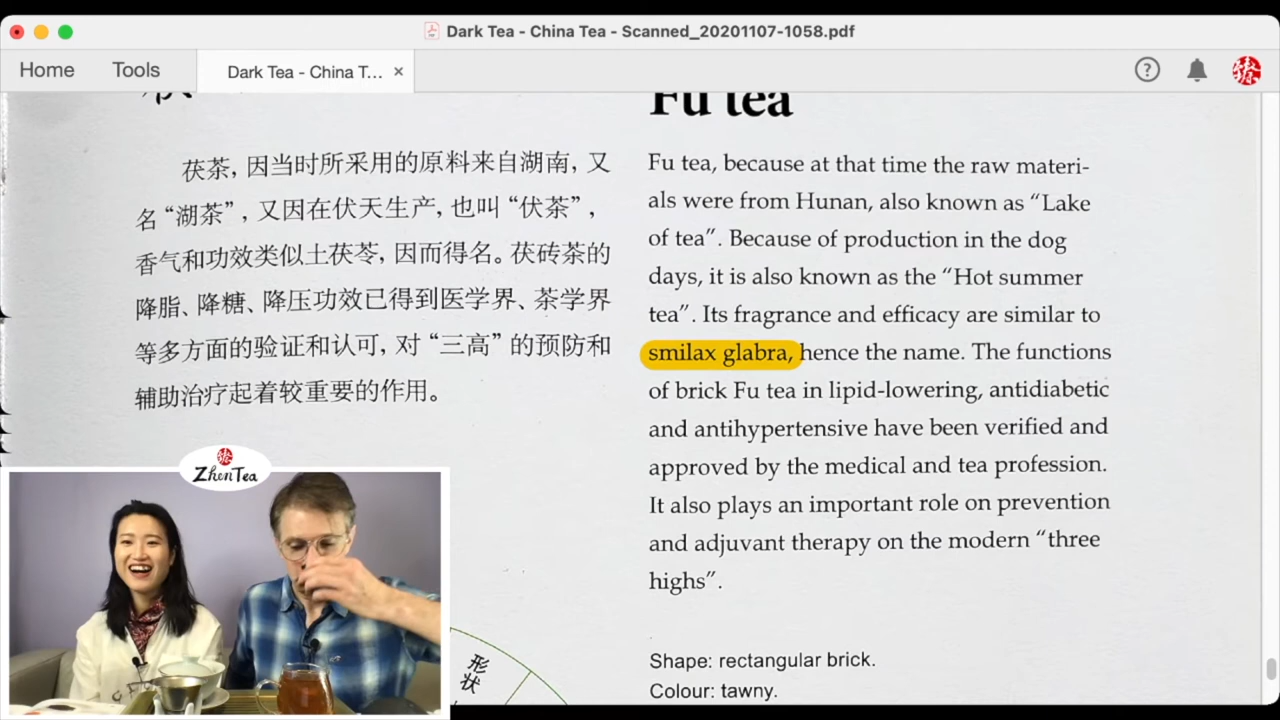 Dark Tea - China Tea - Scanned_20201107-1058.pdf
Home Tools Dark Tea - China T... ×
茯茶,因当时所采用的原料来自湖南,又
名“湖茶”,又因在伏天生产,也叫“伏茶”,
香气和功效类似土茯苓,因而得名。茯砖茶的
降脂、降糖、降压功效已得到医学界、茶学界
等多方面的验证和认可,对“三高”的预防和
辅助治疗起着较重要的作用。
Fu tea
Fu tea, because at that time the raw materi-
als were from Hunan, also known as “Lake
of tea”. Because of production in the dog
days, it is also known as the “Hot summer
tea”. Its fragrance and efficacy are similar to
smilax glabra, hence the name. The functions
of brick Fu tea in lipid-lowering, antidiabetic
and antihypertensive have been verified and
approved by the medical and tea profession.
It also plays an important role on prevention
and adjuvant therapy on the modern “three
highs”.
Shape: rectangular brick.
Colour: tawny.
形状
ZhenTea